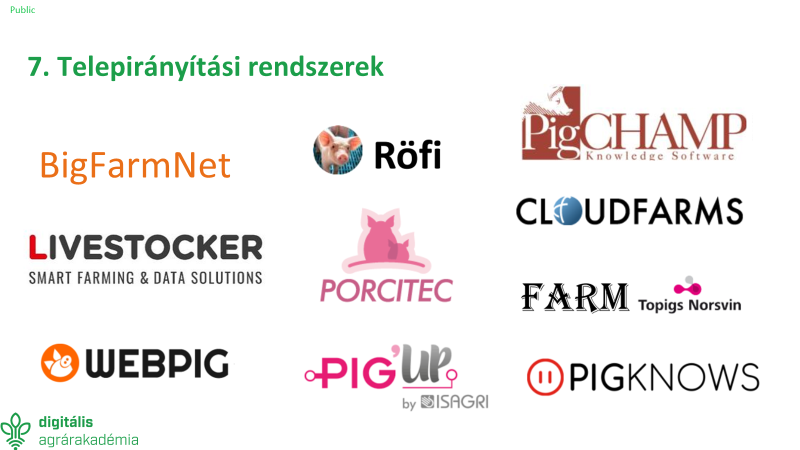 Public
7. Telepirányítási rendszerek
BigFarmNet
Röfi
PigCHAMP
Knowledge Software
LIVESTOCKER
SMART FARMING & DATA SOLUTIONS
PORCITEC
CLOUDFARMS
FARM
Topigs Norsvin
WEBPIG
PIG'UP
by ISAGRI
PIGKNOWS
digitális
agrárakadémia